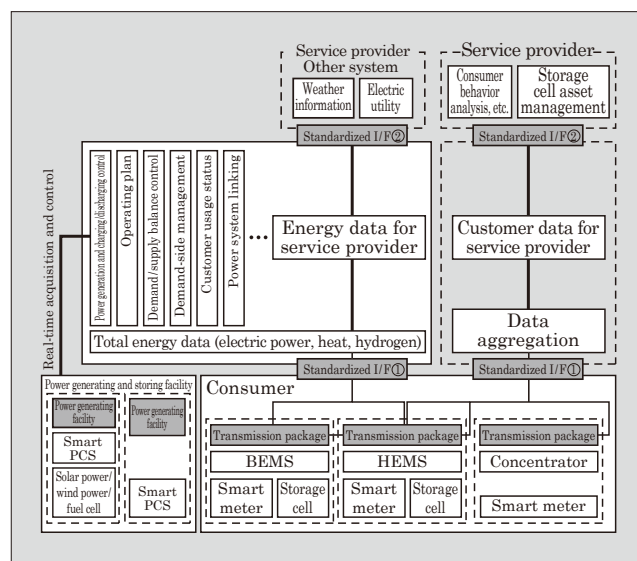 Service provider
Other system
Weather
information
Electric
utility
Service provider
Consumer
behavior
analysis, etc.
Storage
cell asset
management
Standardized I/F②
Standardized I/F②
Real-time acquisition and control
Power generation and charging/discharging control
Operating plan
Demand/supply balance control
Demand-side management
Customer usage status
Power system linking
...
Energy data for
service provider
Customer data for
service provider
Total energy data (electric power, heat, hydrogen)
Data
aggregation
Standardized I/F①
Standardized I/F①
Power generating and storing facility
Power generating
facility
Smart
PCS
Solar power/
wind power/
fuel cell
Power generating
facility
Smart
PCS
Consumer
Transmission package
BEMS
Smart
meter
Storage
cell
Transmission package
HEMS
Smart
meter
Storage
cell
Transmission package
Concentrator
Smart meter